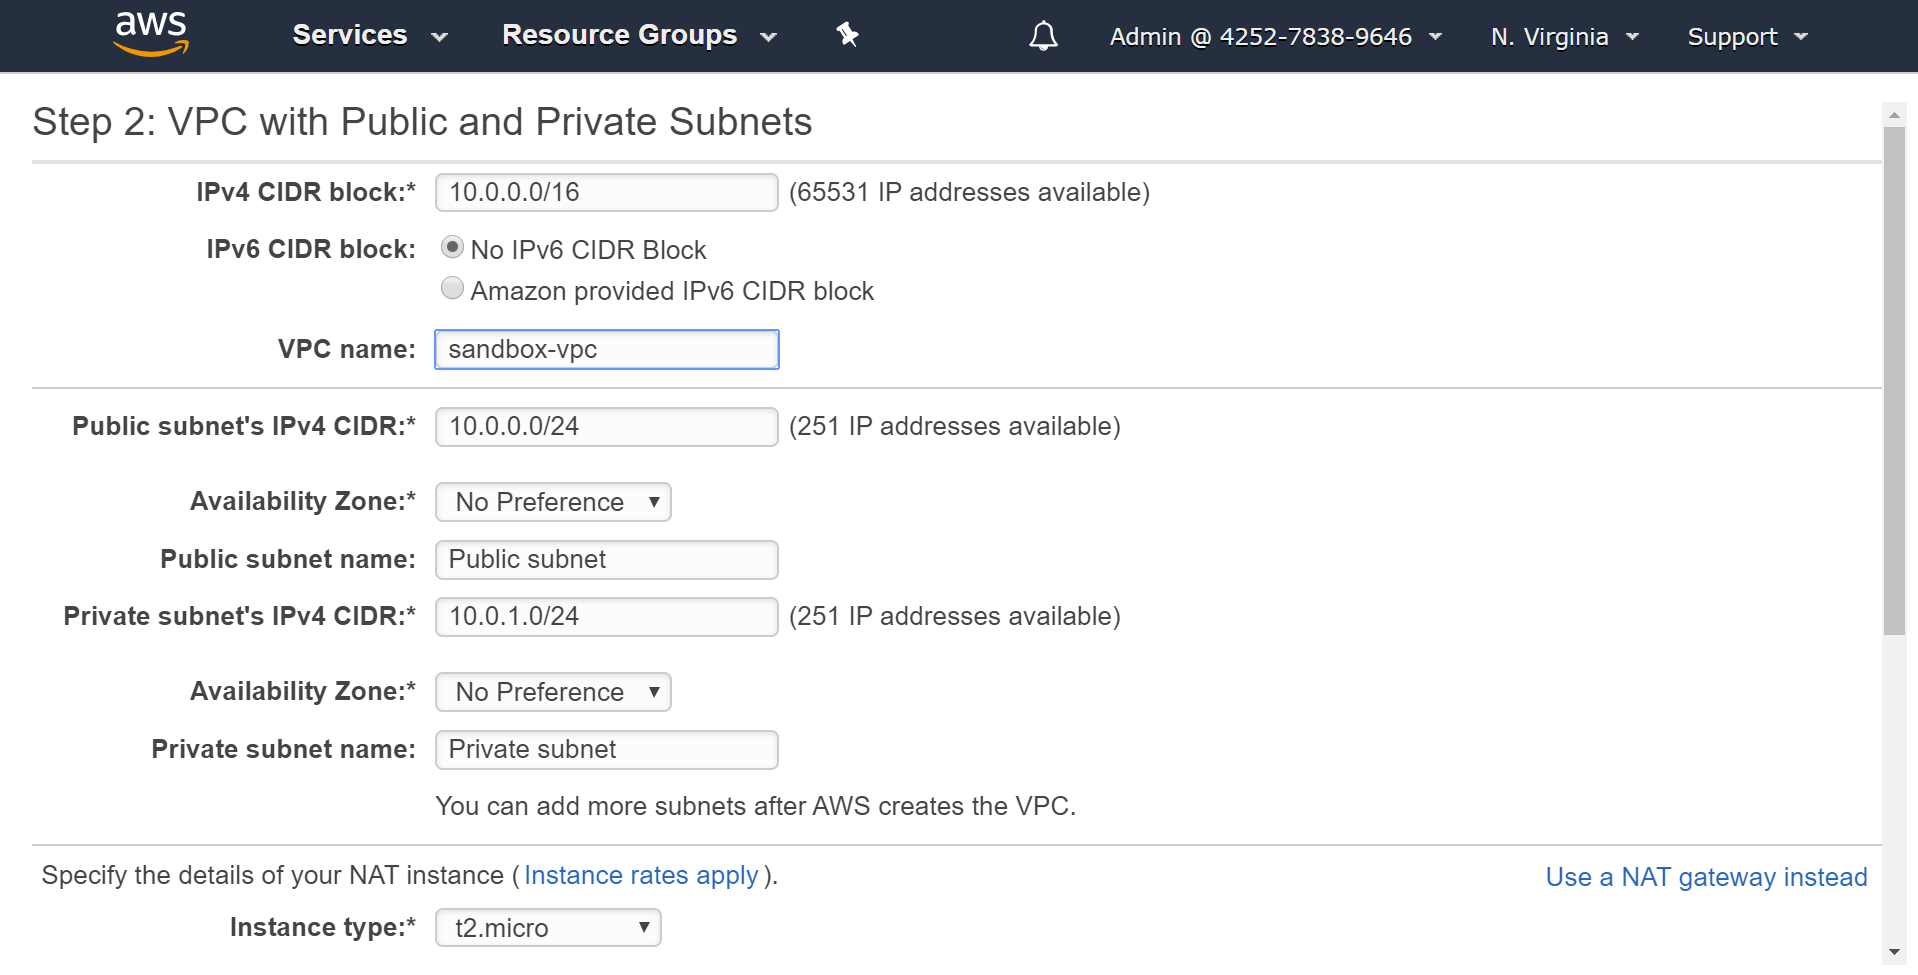 aws Services Resource Groups Admin @ 4252-7838-9646 N. Virginia Support
Step 2: VPC with Public and Private Subnets
IPv4 CIDR block:* 10.0.0.0/16 (65531 IP addresses available)
IPv6 CIDR block: No IPv6 CIDR Block
Amazon provided IPv6 CIDR block
VPC name: sandbox-vpc
Public subnet's IPv4 CIDR:* 10.0.0.0/24 (251 IP addresses available)
Availability Zone:* No Preference
Public subnet name: Public subnet
Private subnet's IPv4 CIDR:* 10.0.1.0/24 (251 IP addresses available)
Availability Zone:* No Preference
Private subnet name: Private subnet
You can add more subnets after AWS creates the VPC.
Specify the details of your NAT instance (Instance rates apply). Use a NAT gateway instead
Instance type:* t2.micro